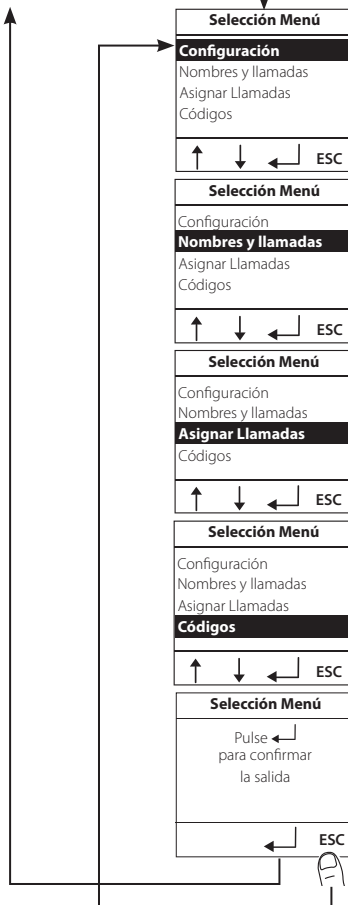 Selección Menú
Configuración
Nombres y llamadas
Asignar Llamadas
Códigos
ESC
Selección Menú
Configuración
Nombres y llamadas
Asignar Llamadas
Códigos
ESC
Selección Menú
Configuración
Nombres y llamadas
Asignar Llamadas
Códigos
ESC
Selección Menú
Configuración
Nombres y llamadas
Asignar Llamadas
Códigos
ESC
Selección Menú
Pulse
para confirmar
la salida
ESC